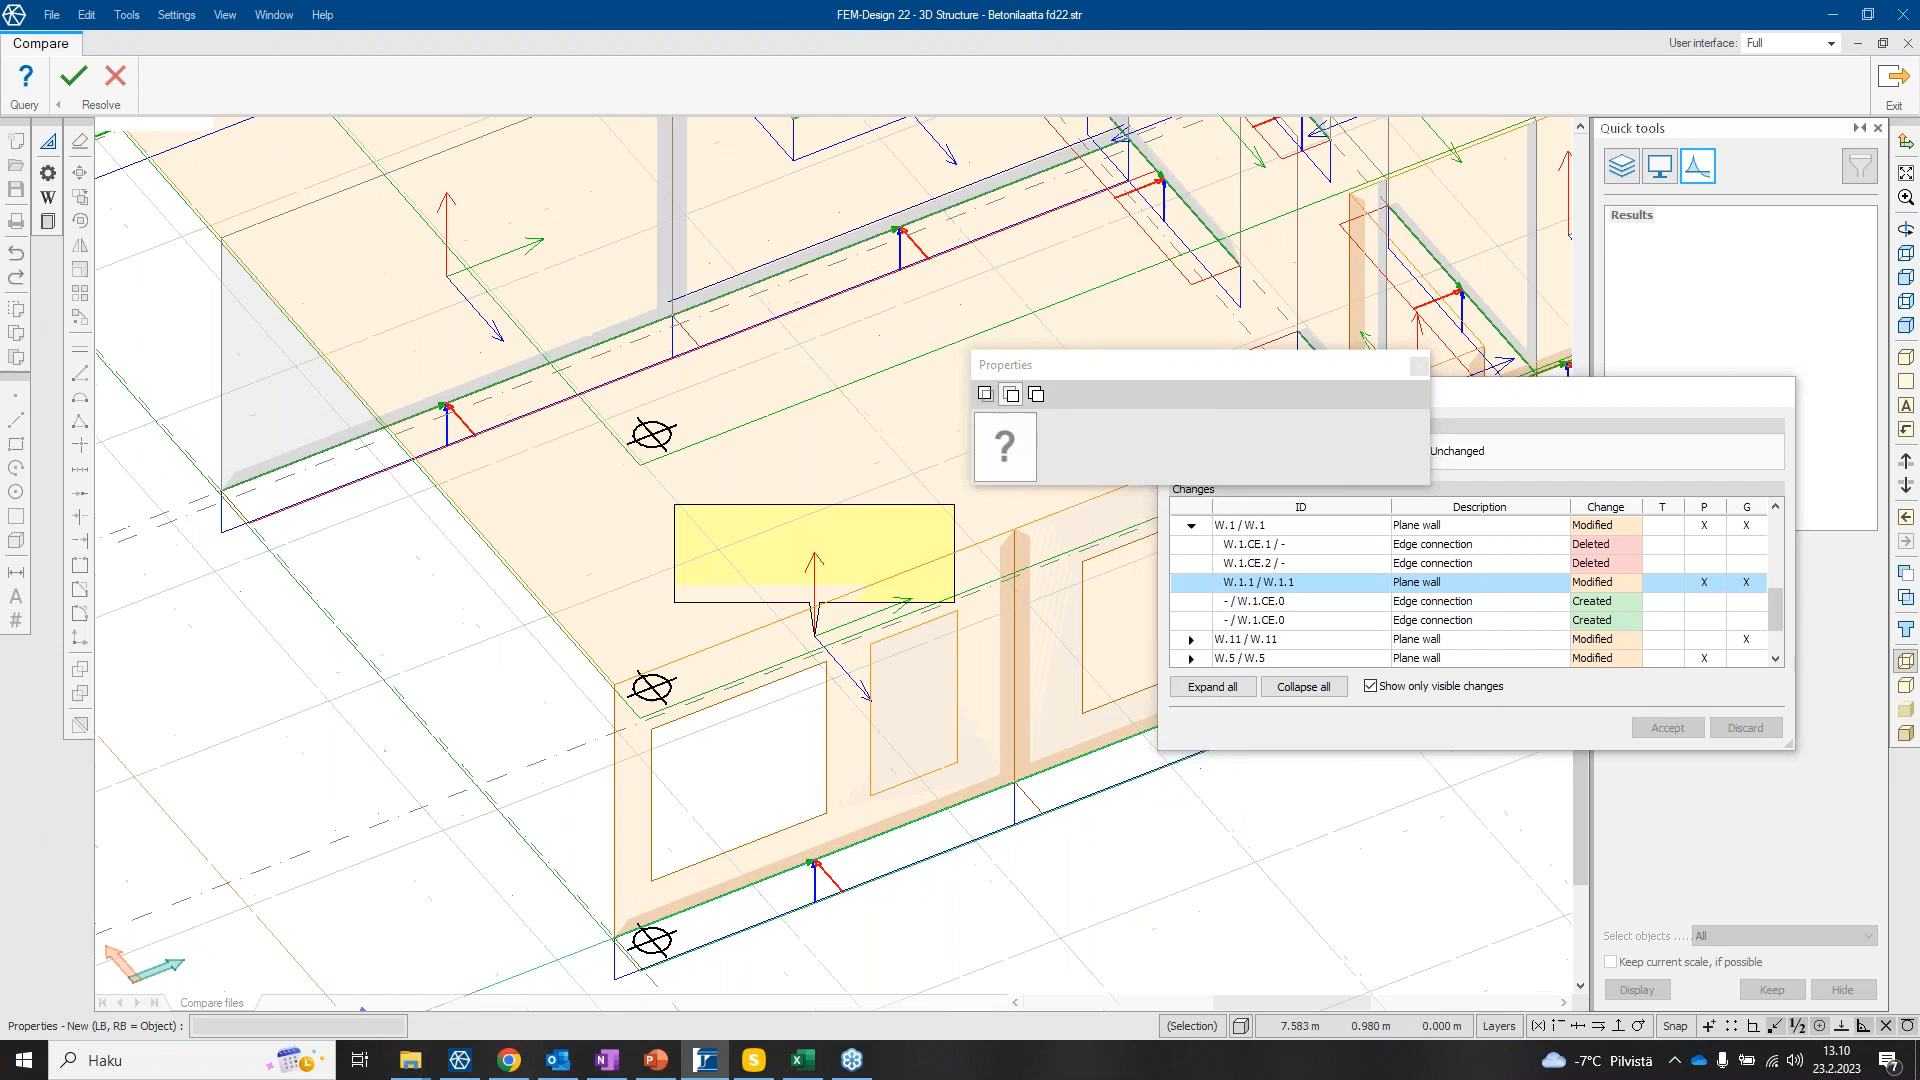 File Edit Tools Settings View Window Help
FEM-Design 22 - 3D Structure - Betonilaatta fd22.str
Compare
User interface: Full
?
Query
Resolve
Exit
Quick tools
Results
W
A
#
A
Properties
?
Unchanged
Changes
ID Description Change T P G
W.1 / W.1 Plane wall Modified X X
W.1.CE.1 / - Edge connection Deleted
W.1.CE.2 / - Edge connection Deleted
W.1.1 / W.1.1 Plane wall Modified X X
- / W.1.CE.0 Edge connection Created
- / W.1.CE.0 Edge connection Created
W.11 / W.11 Plane wall Modified X
W.5 / W.5 Plane wall Modified X
Expand all Collapse all Show only visible changes
Accept Discard
Select objects ..... All
Keep current scale, if possible
Display Keep Hide
Compare files
Properties - New (LB, RB = Object) :
(Selection) 7.583 m 0.980 m 0.000 m Layers Snap 1/2
Haku
-7°C Pilvistä
13.10
23.2.2023
7